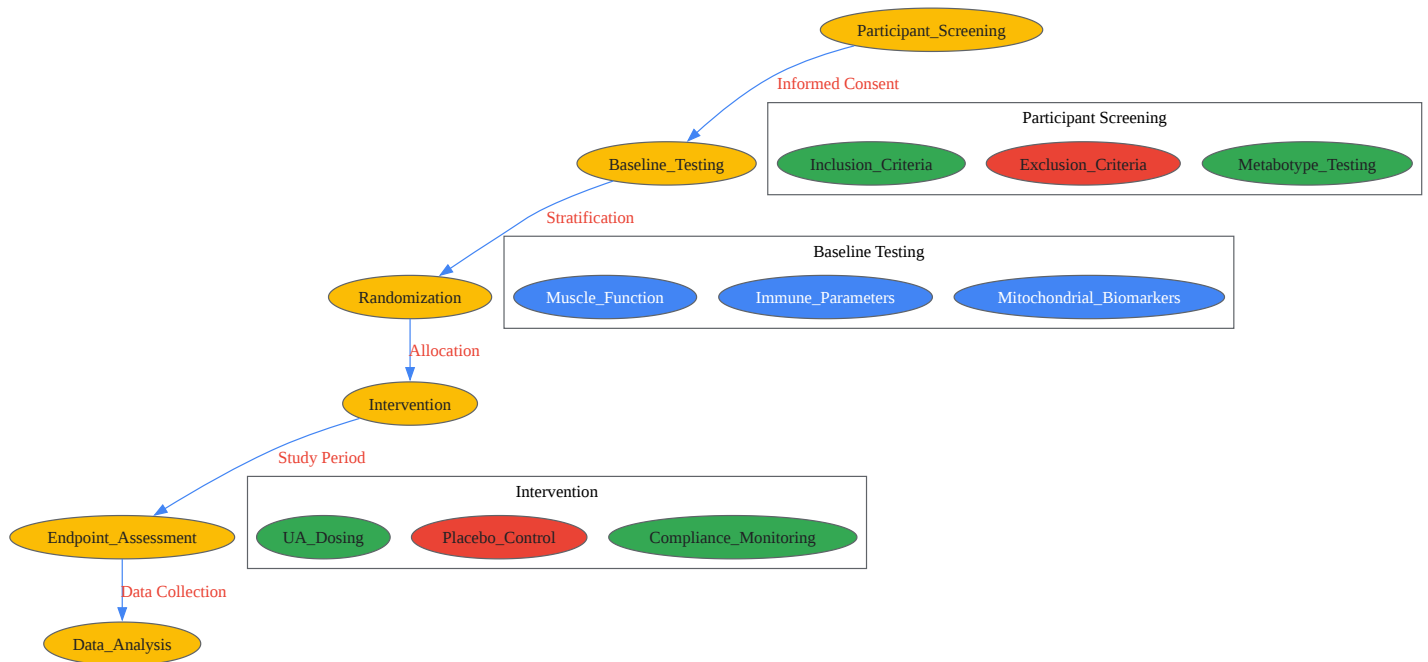 Participant_Screening
Informed Consent
Participant Screening
Inclusion_Criteria
Exclusion_Criteria
Metabotype_Testing
Baseline_Testing
Stratification
Baseline Testing
Muscle_Function
Immune_Parameters
Mitochondrial_Biomarkers
Randomization
Allocation
Intervention
Study Period
Intervention
UA_Dosing
Placebo_Control
Compliance_Monitoring
Endpoint_Assessment
Data Collection
Data_Analysis